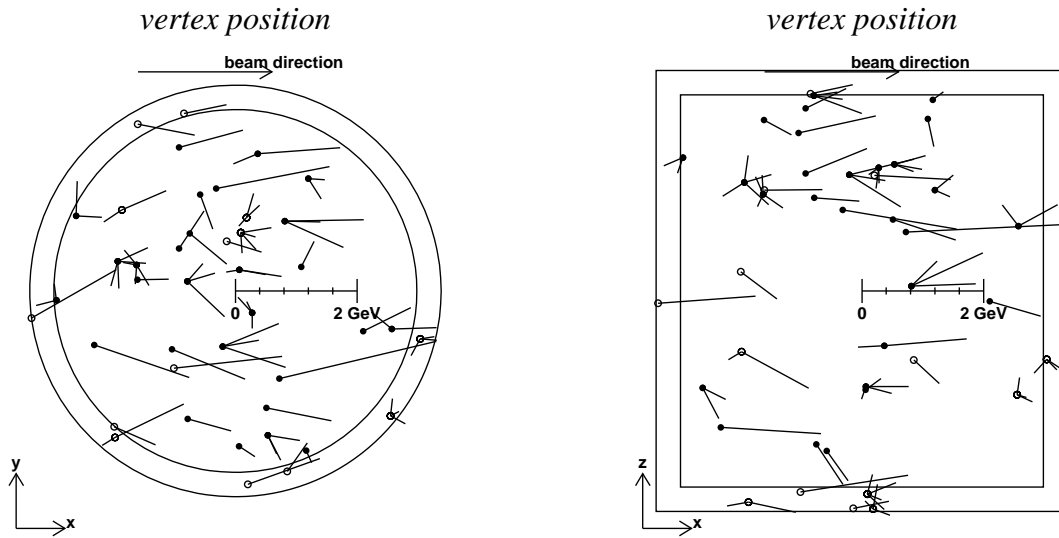 vertex position
beam direction
0 2 GeV
y
x
vertex position
beam direction
0 2 GeV
z
x